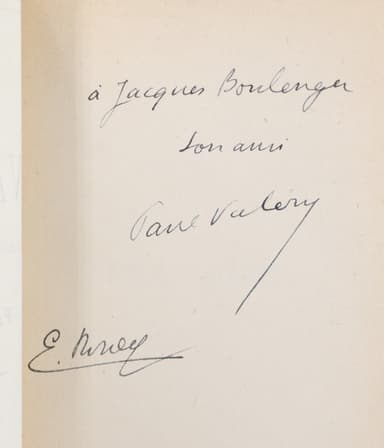 à Jacques Boulenger
son ami
Paul Valéry
E.